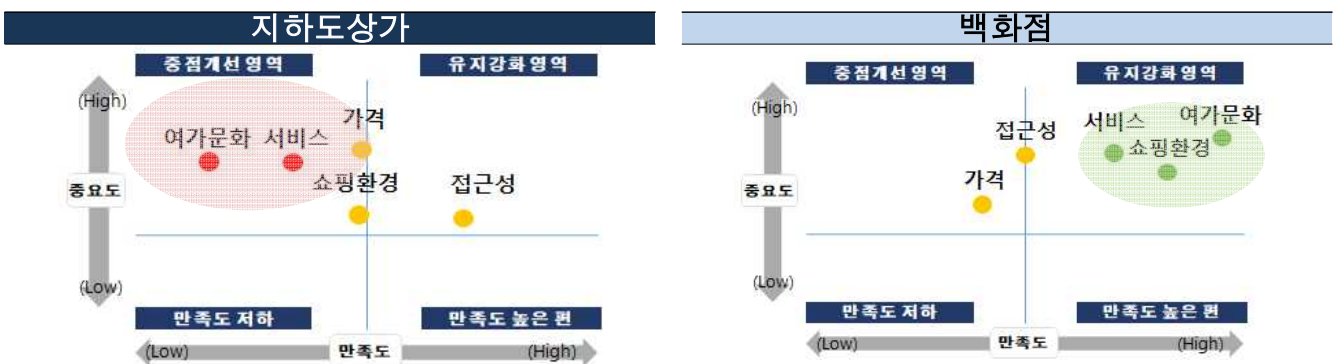 지하도상가
중점개선영역
유지강화영역
(High)
가격
여가문화
서비스
쇼핑환경
접근성
중요도
(Low)
만족도 저하
만족도 높은 편
(Low)
만족도
(High)
백화점
중점개선영역
유지강화영역
(High)
접근성
서비스
여가문화
쇼핑환경
가격
중요도
(Low)
만족도 저하
만족도 높은 편
(Low)
만족도
(High)